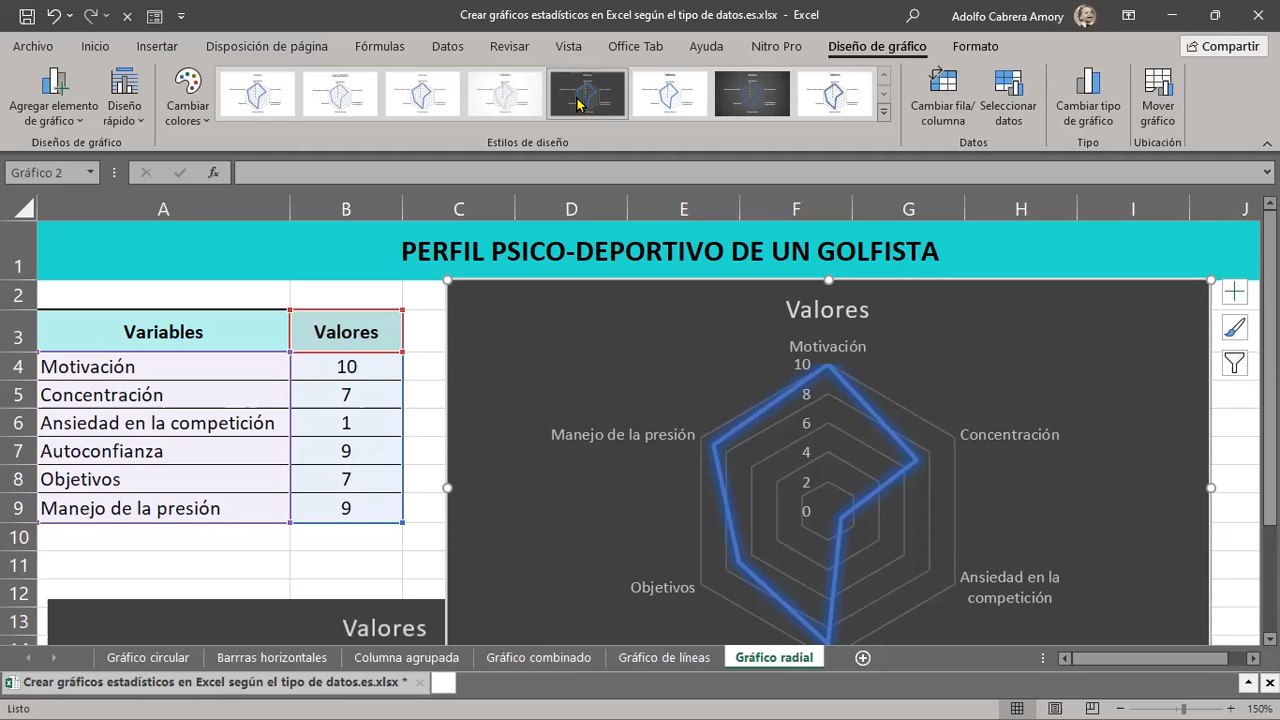 Crear gráficos estadísticos en Excel según el tipo de datos.es.xlsx - Excel
Adolfo Cabrera Amory
Archivo Inicio Insertar Disposición de página Fórmulas Datos Revisar Vista Office Tab Ayuda Nitro Pro Diseño de gráfico Formato Compartir
Agregar elemento
de gráfico
Diseño
rápido
Cambiar
colores
Cambiar fila/
columna
Seleccionar
datos
Cambiar tipo
de gráfico
Mover
gráfico
Diseños de gráfico Estilos de diseño Datos Tipo Ubicación
Gráfico 2 fx
A B C D E F G H I J
1 PERFIL PSICO-DEPORTIVO DE UN GOLFISTA
2
3 Variables Valores
4 Motivación 10
5 Concentración 7
6 Ansiedad en la competición 1
7 Autoconfianza 9
8 Objetivos 7
9 Manejo de la presión 9
10
11
12
13
Valores
Valores
Motivación
10
8
6
4
2
0
Manejo de la presión
Concentración
Objetivos
Ansiedad en la
competición
Gráfico circular Barrras horizontales Columna agrupada Gráfico combinado Gráfico de líneas Gráfico radial
Crear gráficos estadísticos en Excel según el tipo de datos.es.xlsx *
Listo 150%